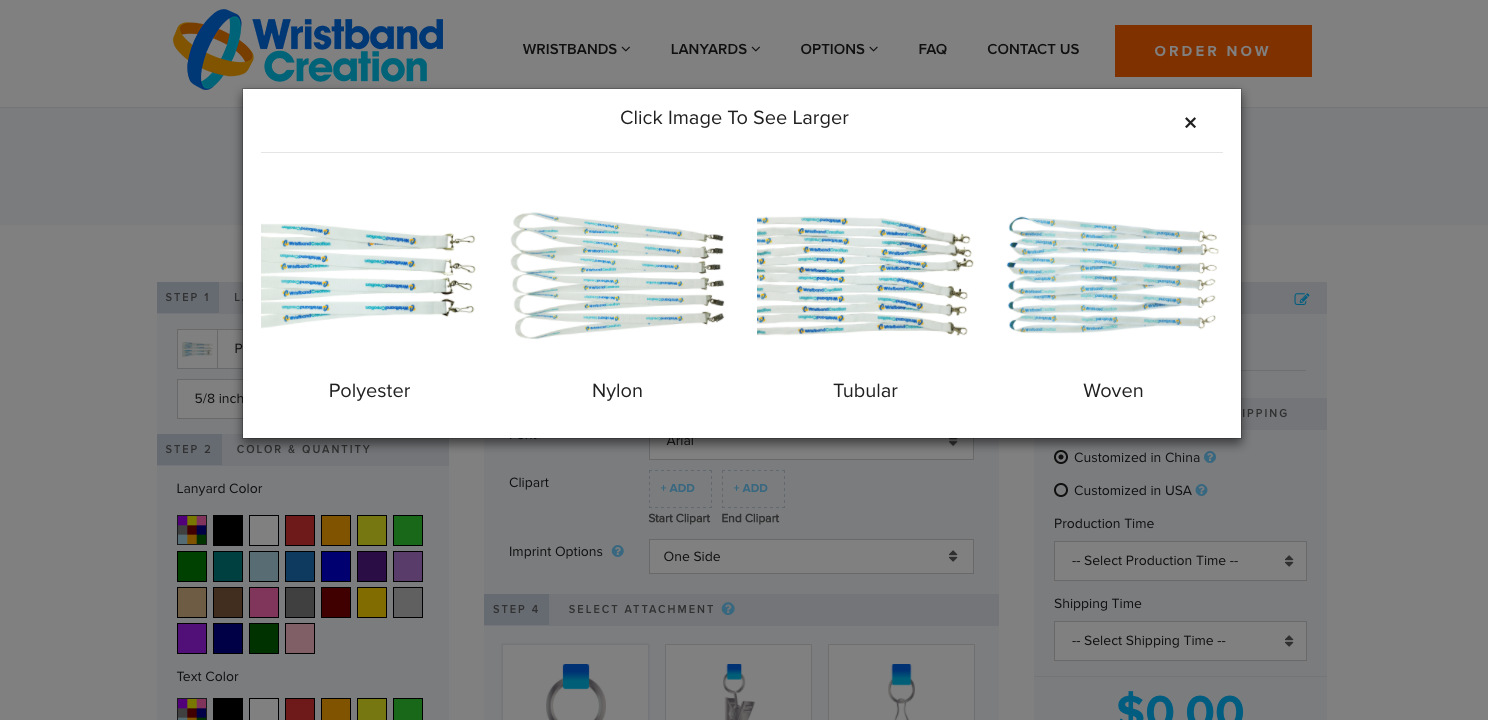 Wristband
Creation
WRISTBANDS
LANYARDS
OPTIONS
FAQ
CONTACT US
ORDER NOW
Click Image To See Larger
×
Polyester
Nylon
Tubular
Woven
STEP 1
5/8 inch
STEP 2
COLOR & QUANTITY
Lanyard Color
Text Color
Arial
Clipart
+ ADD
+ ADD
Start Clipart
End Clipart
Imprint Options
One Side
STEP 4
SELECT ATTACHMENT
Customized in China
Customized in USA
Production Time
-- Select Production Time --
Shipping Time
-- Select Shipping Time --
$0.00